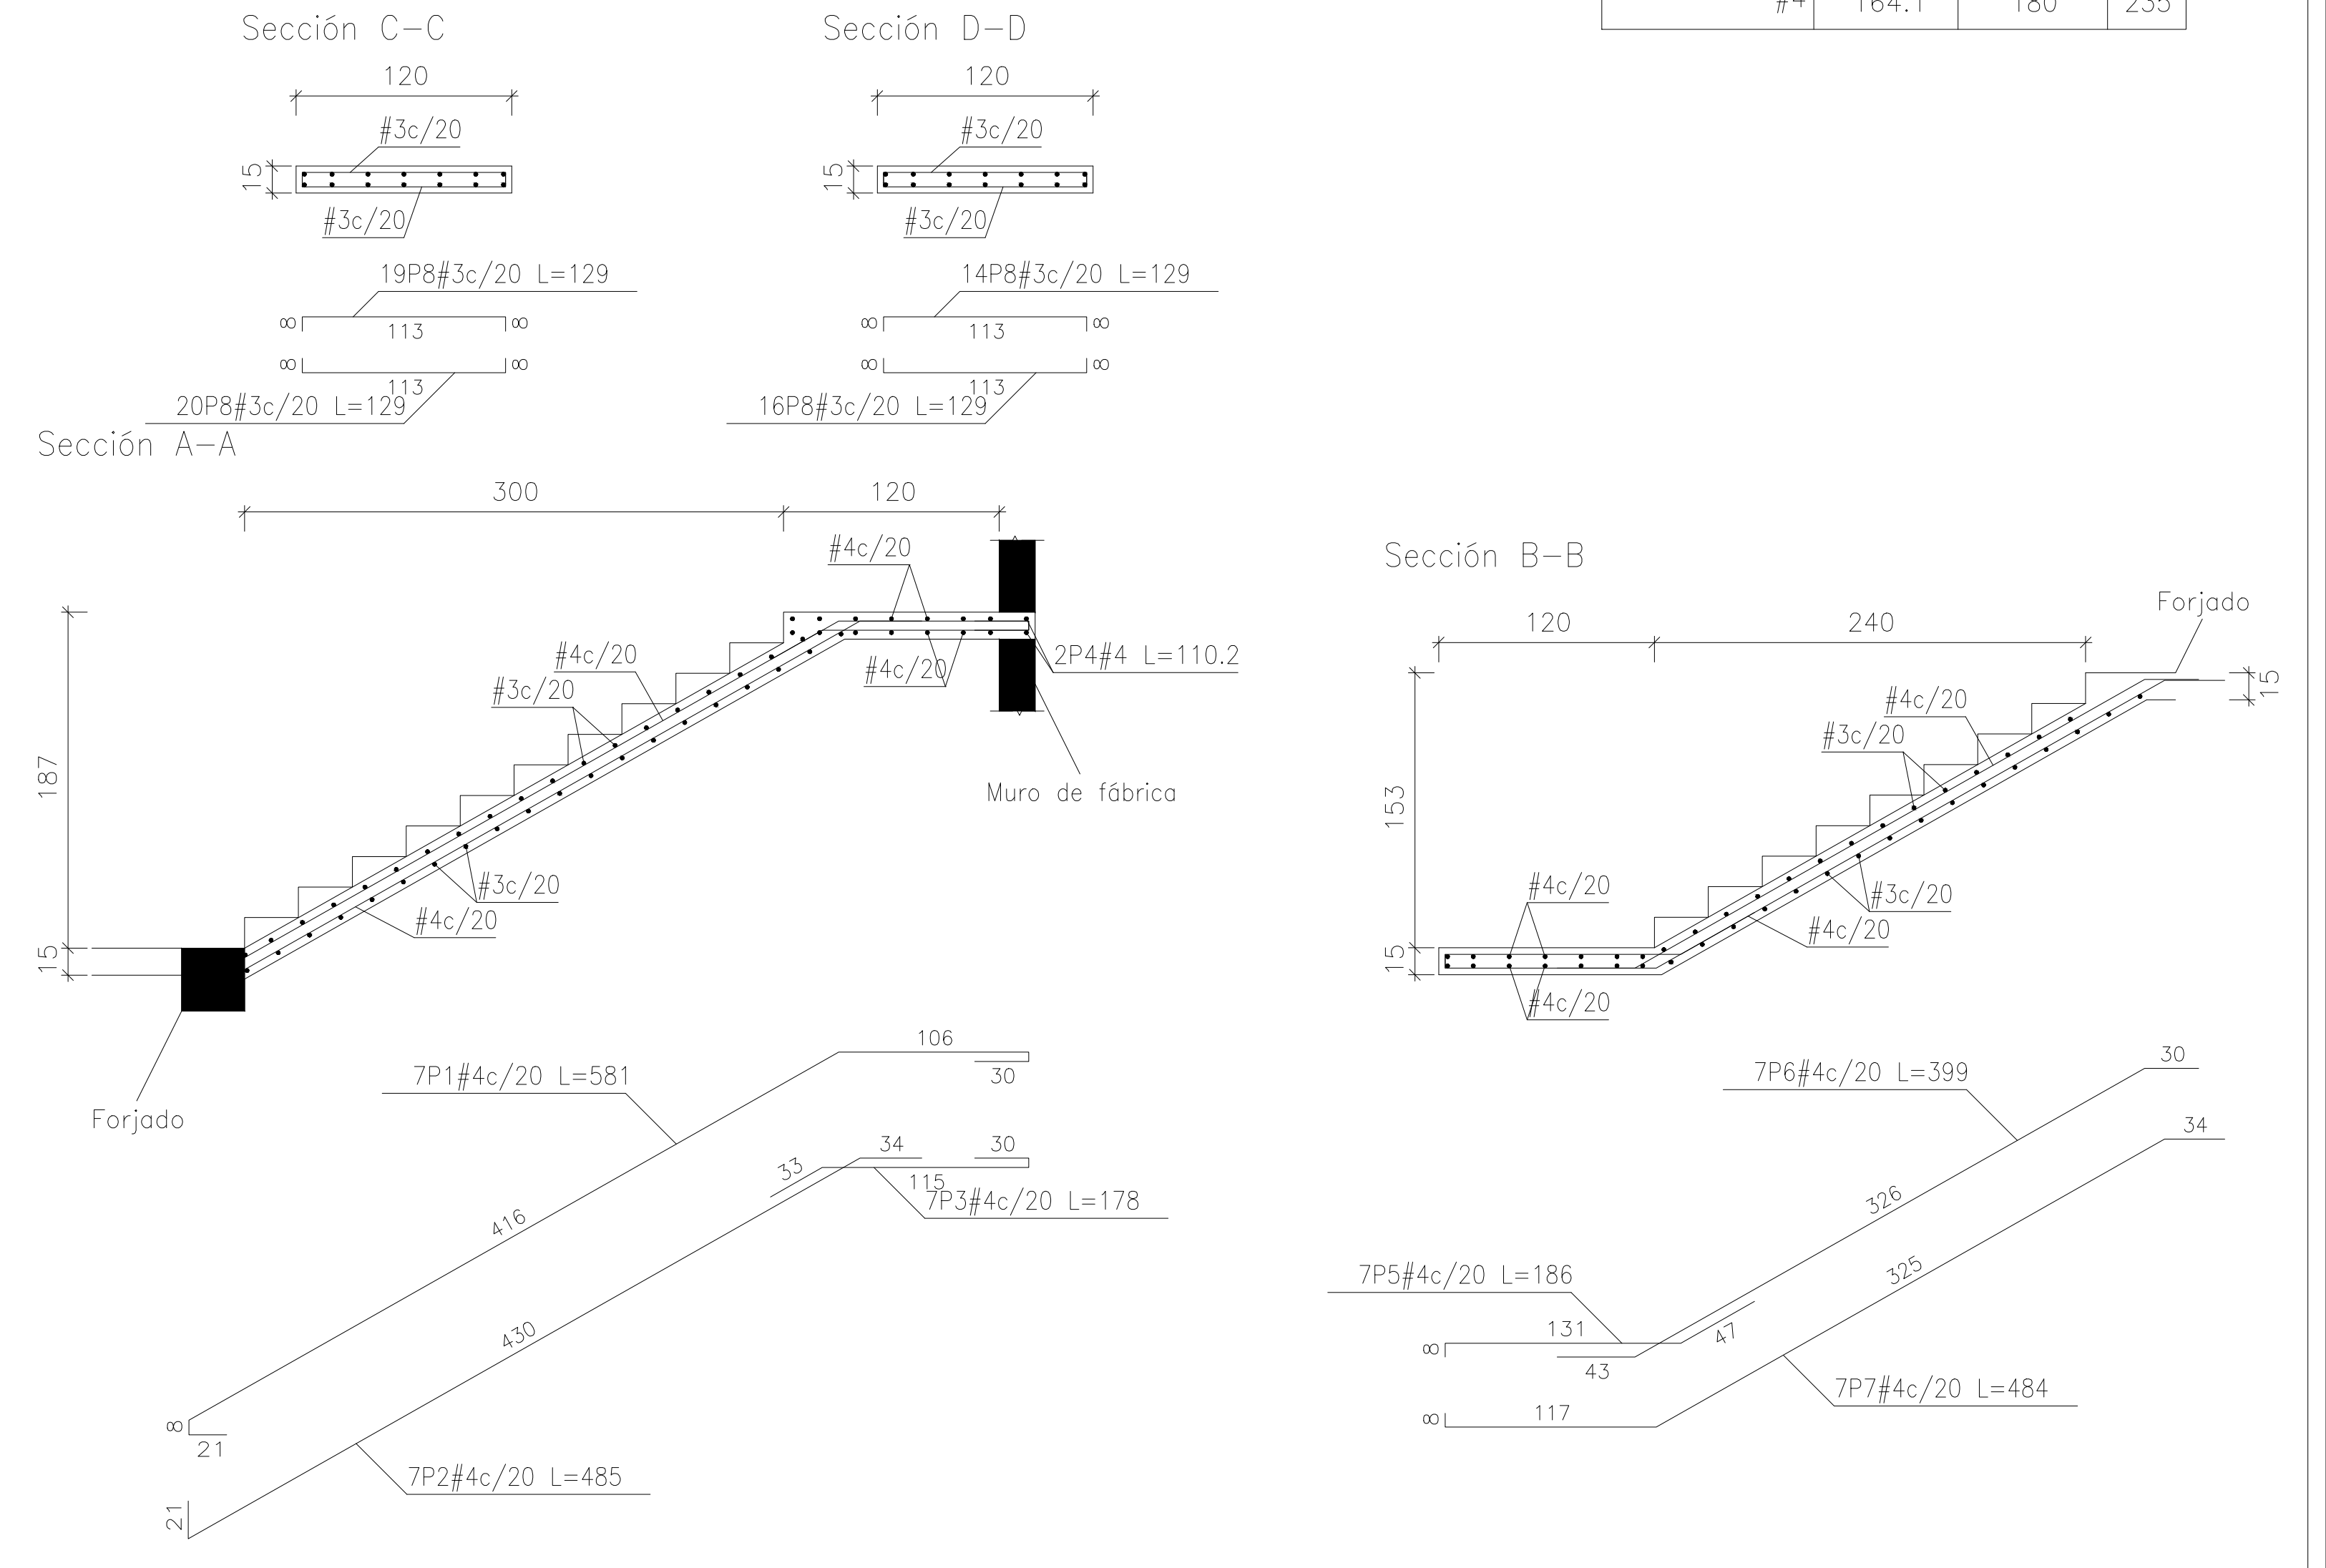 #4 164.1 180 235
Sección C-C
120
#3c/20
15
#3c/20
19P8#3c/20 L=129
8 113 8
8 113 8
20P8#3c/20 L=129
Sección D-D
120
#3c/20
15
#3c/20
14P8#3c/20 L=129
8 113 8
8 113 8
16P8#3c/20 L=129
Sección A-A
300
120
#4c/20
#4c/20
#3c/20
#4c/20
2P4#4 L=110.2
187
Muro de fábrica
#3c/20
#4c/20
15
Forjado
106
7P1#4c/20 L=581
30
34
30
33
115
7P3#4c/20 L=178
416
430
8
21
7P2#4c/20 L=485
21
Sección B-B
Forjado
120
240
15
#4c/20
#3c/20
153
#4c/20
#3c/20
#4c/20
15
#4c/20
30
7P6#4c/20 L=399
34
326
325
7P5#4c/20 L=186
131
47
8
43
7P7#4c/20 L=484
117
8